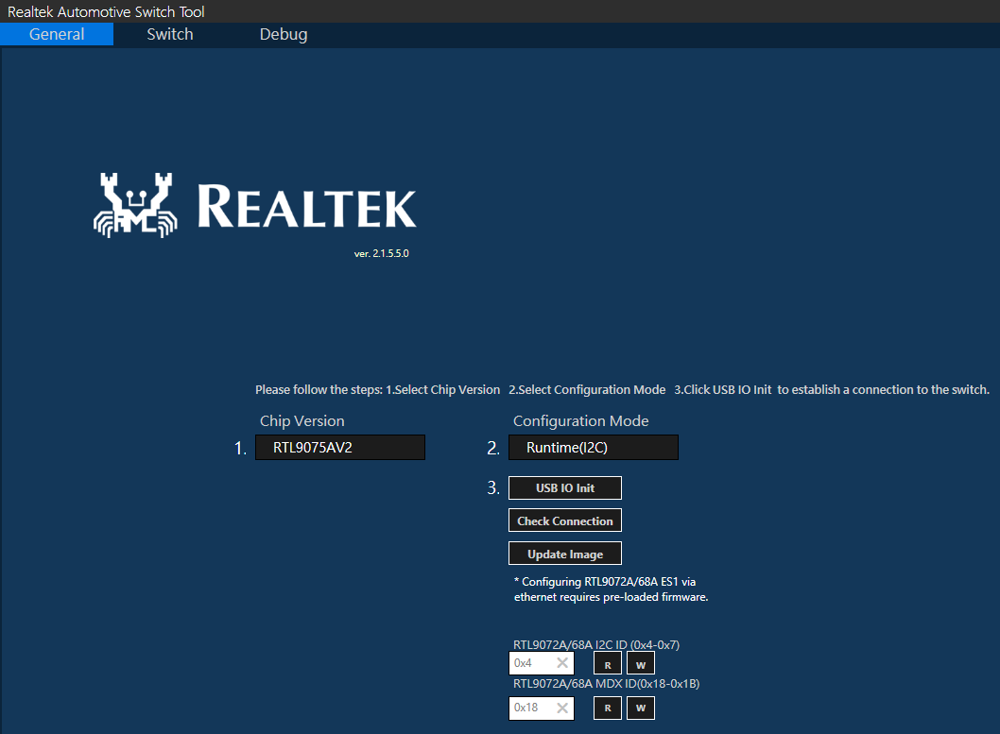 Realtek Automotive Switch Tool
General Switch Debug
REALTEK
ver. 2.1.5.5.0
Please follow the steps: 1.Select Chip Version 2.Select Configuration Mode 3.Click USB IO Init to establish a connection to the switch.
Chip Version Configuration Mode
1. RTL9075AV2 2. Runtime(I2C)
3. USB IO Init
Check Connection
Update Image
* Configuring RTL9072A/68A ES1 via
ethernet requires pre-loaded firmware.
RTL9072A/68A I2C ID (0x4-0x7)
0x4 R W
RTL9072A/68A MDX ID(0x18-0x1B)
0x18 R W